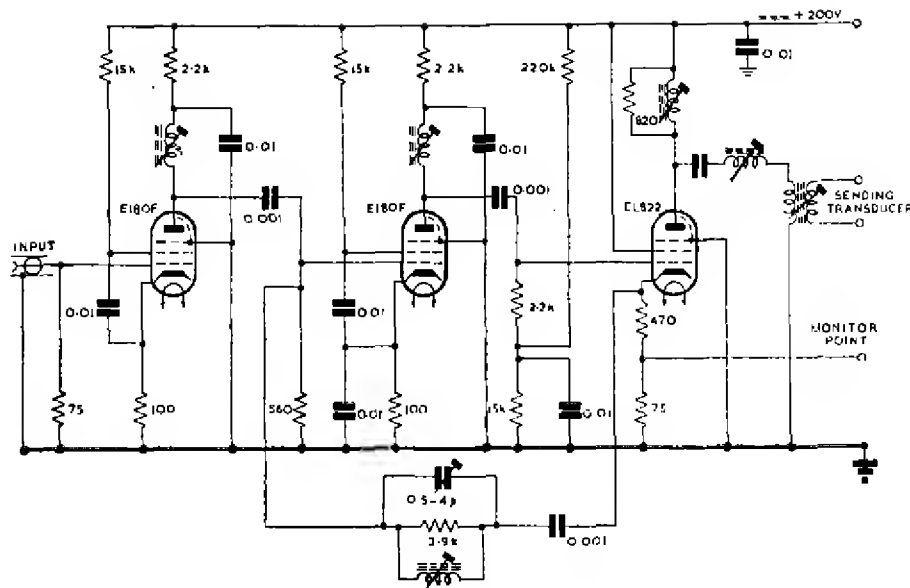 + 200V
15k
2·2k
15k
2·2k
220k
0·01
820
0·01
0·01
0·001
0·001
E180F
E180F
EL822
SENDING
TRANSDUCER
INPUT
0·01
0·01
2·2k
470
MONITOR
POINT
75
100
560
0·01
100
15k
0·01
75
0·5-4p
3·9k
0·001